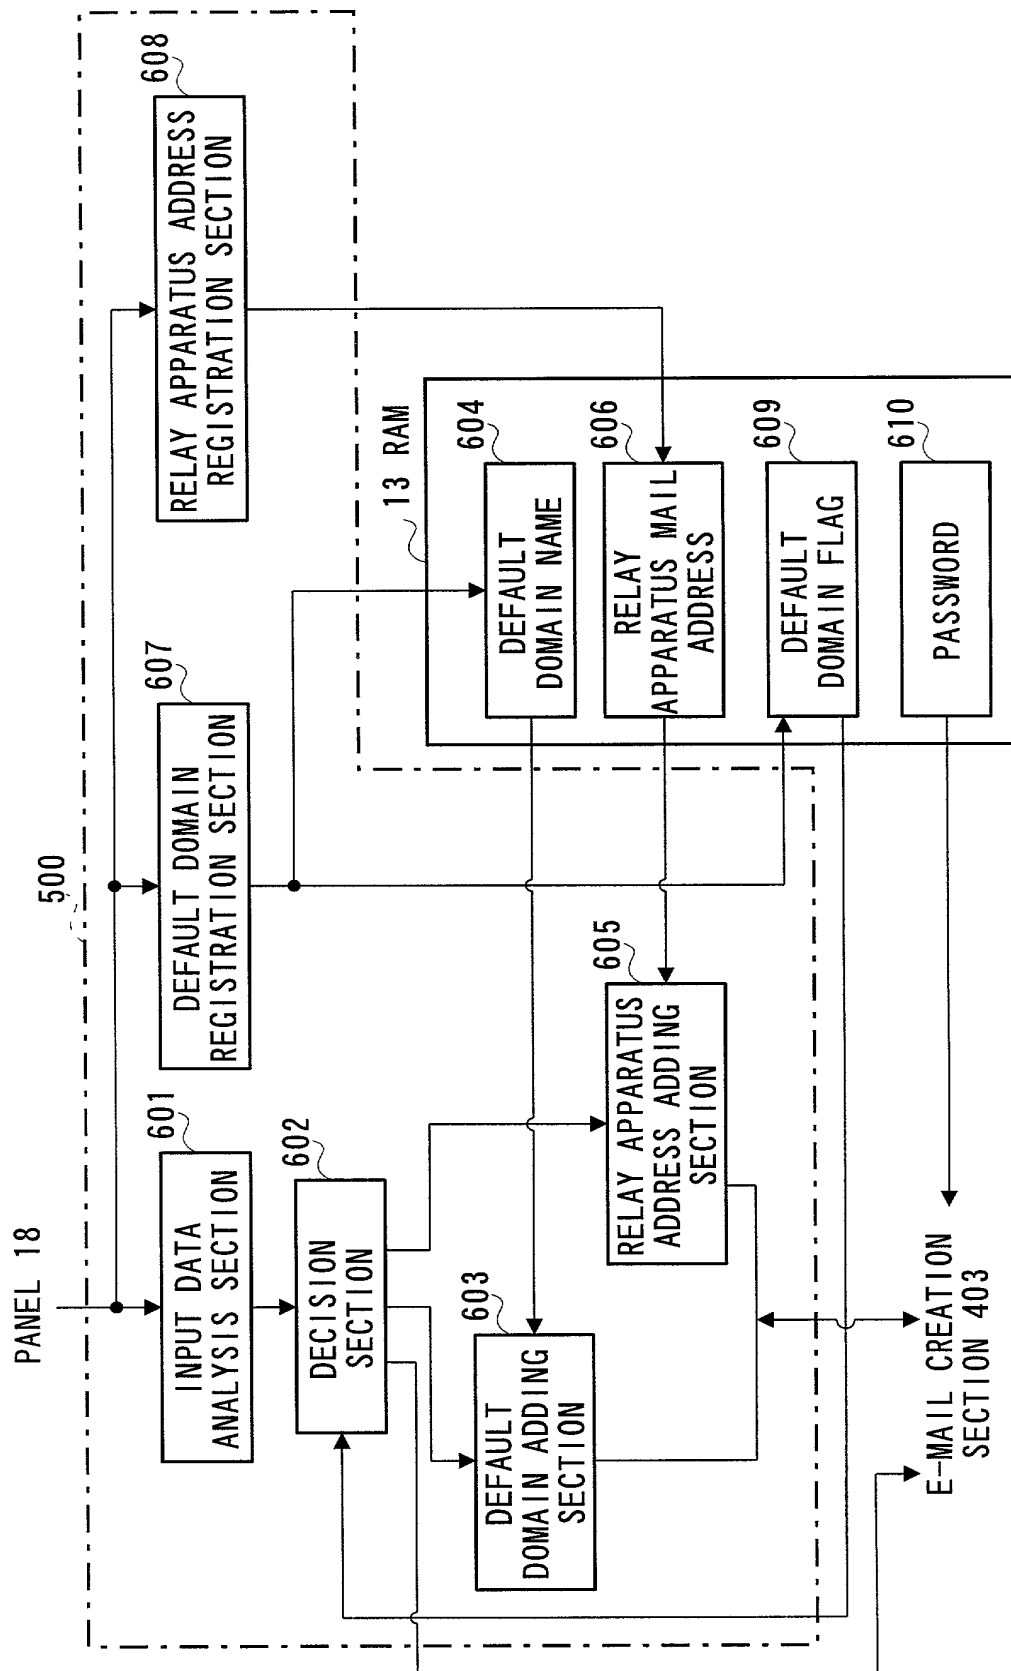 PANEL 18
500
INPUT DATA
ANALYSIS SECTION
601
DEFAULT DOMAIN
REGISTRATION SECTION
607
RELAY APPARATUS ADDRESS
REGISTRATION SECTION
608
DECISION
SECTION
602
DEFAULT
DOMAIN ADDING
SECTION
603
RELAY APPARATUS
ADDRESS ADDING
SECTION
605
13 RAM
DEFAULT
DOMAIN NAME
604
RELAY
APPARATUS MAIL
ADDRESS
606
DEFAULT
DOMAIN FLAG
609
PASSWORD
610
E-MAIL CREATION
SECTION 403